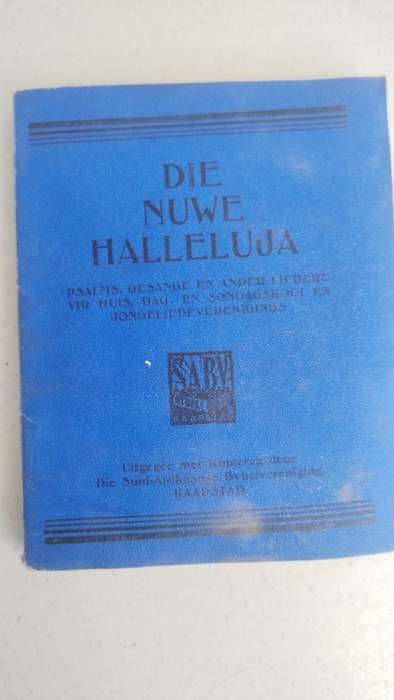 DIE
NUWE
HALLELUJA
PSALMS, GESANGE EN ANDER LIEDERE
VIR HUIS, DAG- EN SONDAGSKOOL EN
JONGELIEDEVERENIGINGS
SABV
KAAPSTAD
Uitgegee met Kopiereg deur
Die Suid-Afrikaanse Bybelvereniging
KAAPSTAD